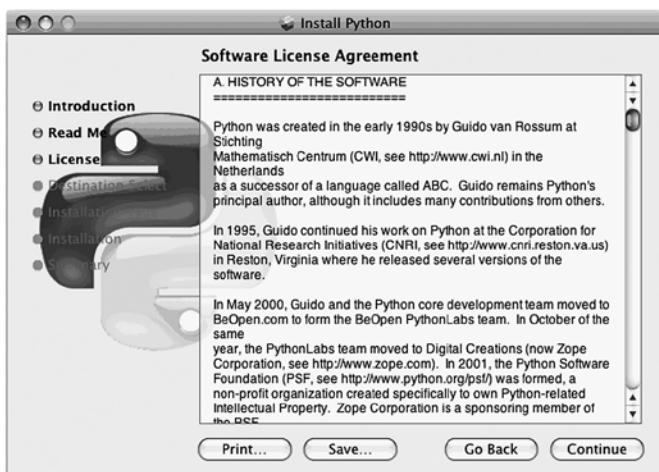 Install Python
Software License Agreement
Introduction
Read Me
License
Destination Select
Installation
Summary
A. HISTORY OF THE SOFTWARE
==========================
Python was created in the early 1990s by Guido van Rossum at
Stichting
Mathematisch Centrum (CWI, see http://www.cwi.nl) in the
Netherlands
as a successor of a language called ABC.  Guido remains Python's
principal author, although it includes many contributions from others.
In 1995, Guido continued his work on Python at the Corporation for
National Research Initiatives (CNRI, see http://www.cnri.reston.va.us)
in Reston, Virginia where he released several versions of the
software.
In May 2000, Guido and the Python core development team moved to
BeOpen.com to form the BeOpen PythonLabs team.  In October of the
same
year, the PythonLabs team moved to Digital Creations (now Zope
Corporation, see http://www.zope.com).  In 2001, the Python Software
Foundation (PSF, see http://www.python.org/psf/) was formed, a
non-profit organization created specifically to own Python-related
Intellectual Property.  Zope Corporation is a sponsoring member of
the PSF.
Print...
Save...
Go Back
Continue